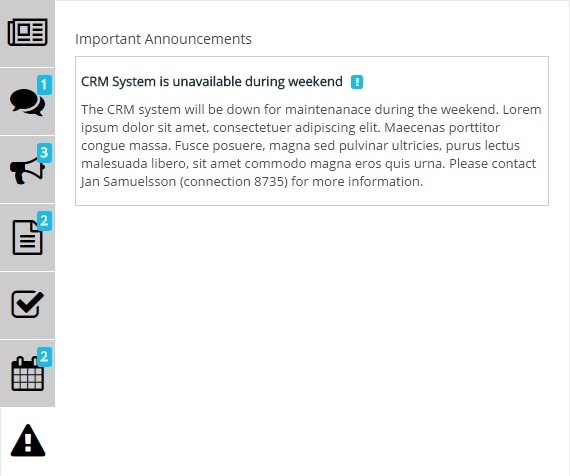 Important Announcements
1
CRM System is unavailable during weekend !
The CRM system will be down for maintenanace during the weekend. Lorem
ipsum dolor sit amet, consectetuer adipiscing elit. Maecenas porttitor
congue massa. Fusce posuere, magna sed pulvinar ultricies, purus lectus
malesuada libero, sit amet commodo magna eros quis urna. Please contact
Jan Samuelsson (connection 8735) for more information.
3
2
2